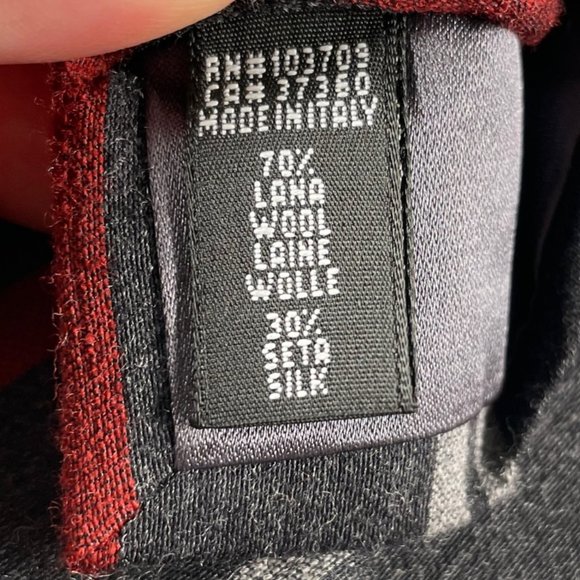 RN# 103709
CA# 37360
MADE IN ITALY
70%
LANA
WOOL
LAINE
WOLLE
30%
SETA
SILK